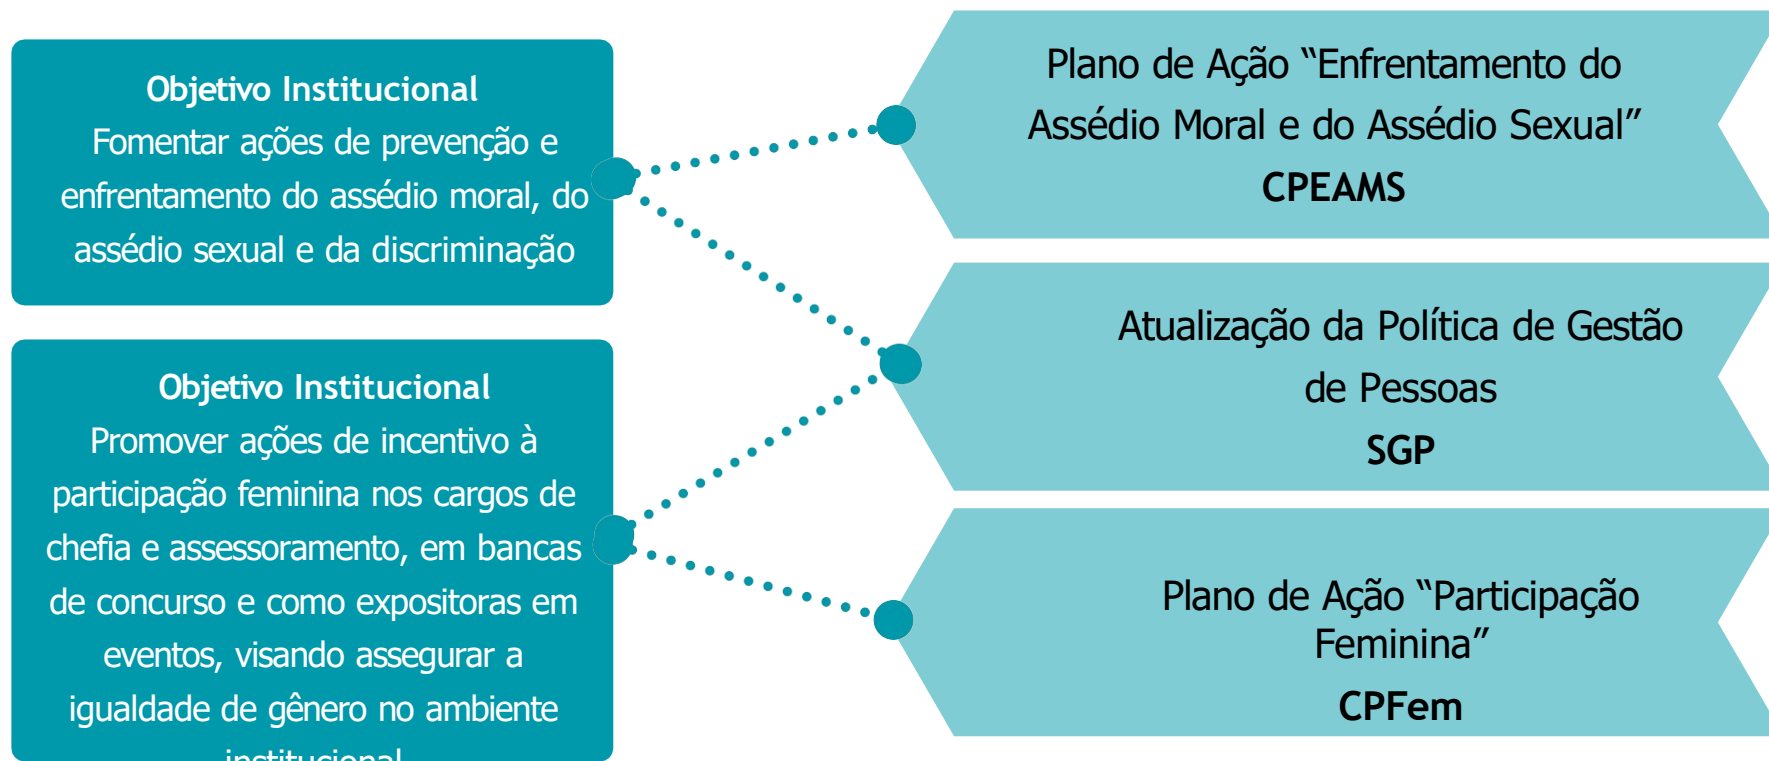 Objetivo Institucional
Fomentar ações de prevenção e
enfrentamento do assédio moral, do
assédio sexual e da discriminação
Objetivo Institucional
Promover ações de incentivo à
participação feminina nos cargos de
chefia e assessoramento, em bancas
de concurso e como expositoras em
eventos, visando assegurar a
igualdade de gênero no ambiente
institucional
Plano de Ação “Enfrentamento do
Assédio Moral e do Assédio Sexual”
CPEAMS
Atualização da Política de Gestão
de Pessoas
SGP
Plano de Ação “Participação
Feminina”
CPFem